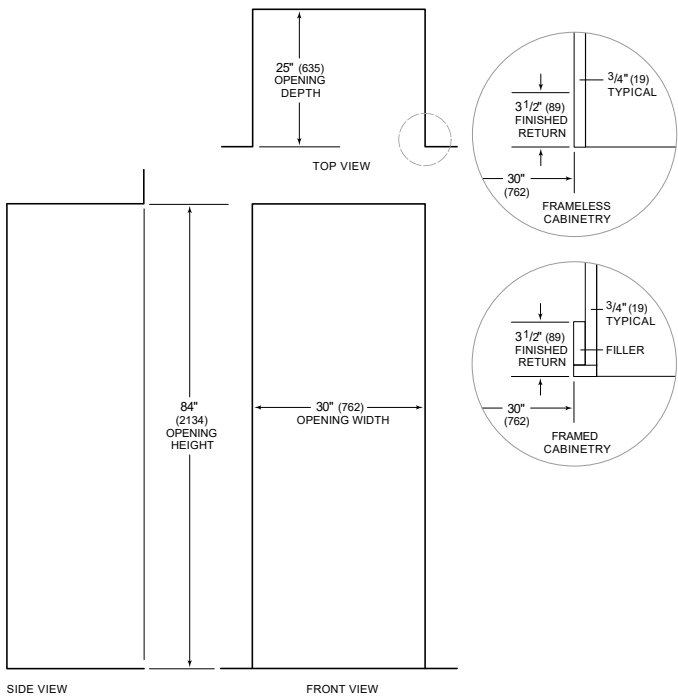 25" (635)
OPENING
DEPTH
TOP VIEW
3/4" (19)
TYPICAL
3 1/2" (89)
FINISHED
RETURN
30"
(762)
FRAMELESS
CABINETRY
3/4" (19)
TYPICAL
3 1/2" (89)
FINISHED
RETURN
FILLER
30"
(762)
FRAMED
CABINETRY
84"
(2134)
OPENING
HEIGHT
30" (762)
OPENING WIDTH
SIDE VIEW
FRONT VIEW